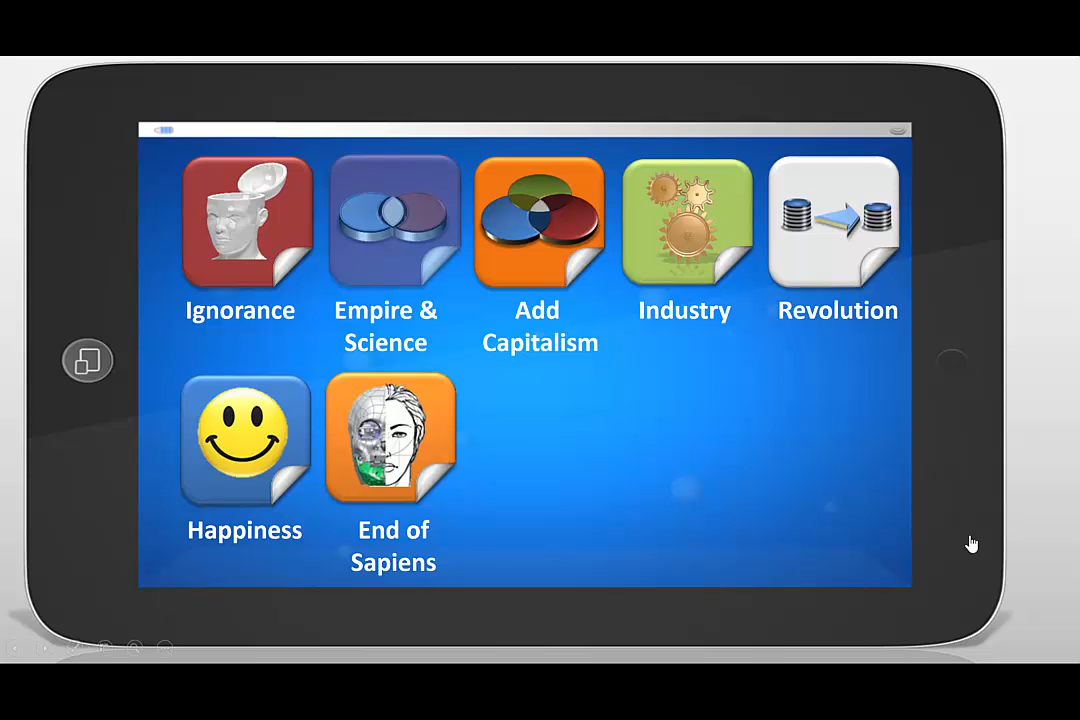 Ignorance
Empire &
Science
Add
Capitalism
Industry
Revolution
Happiness
End of
Sapiens